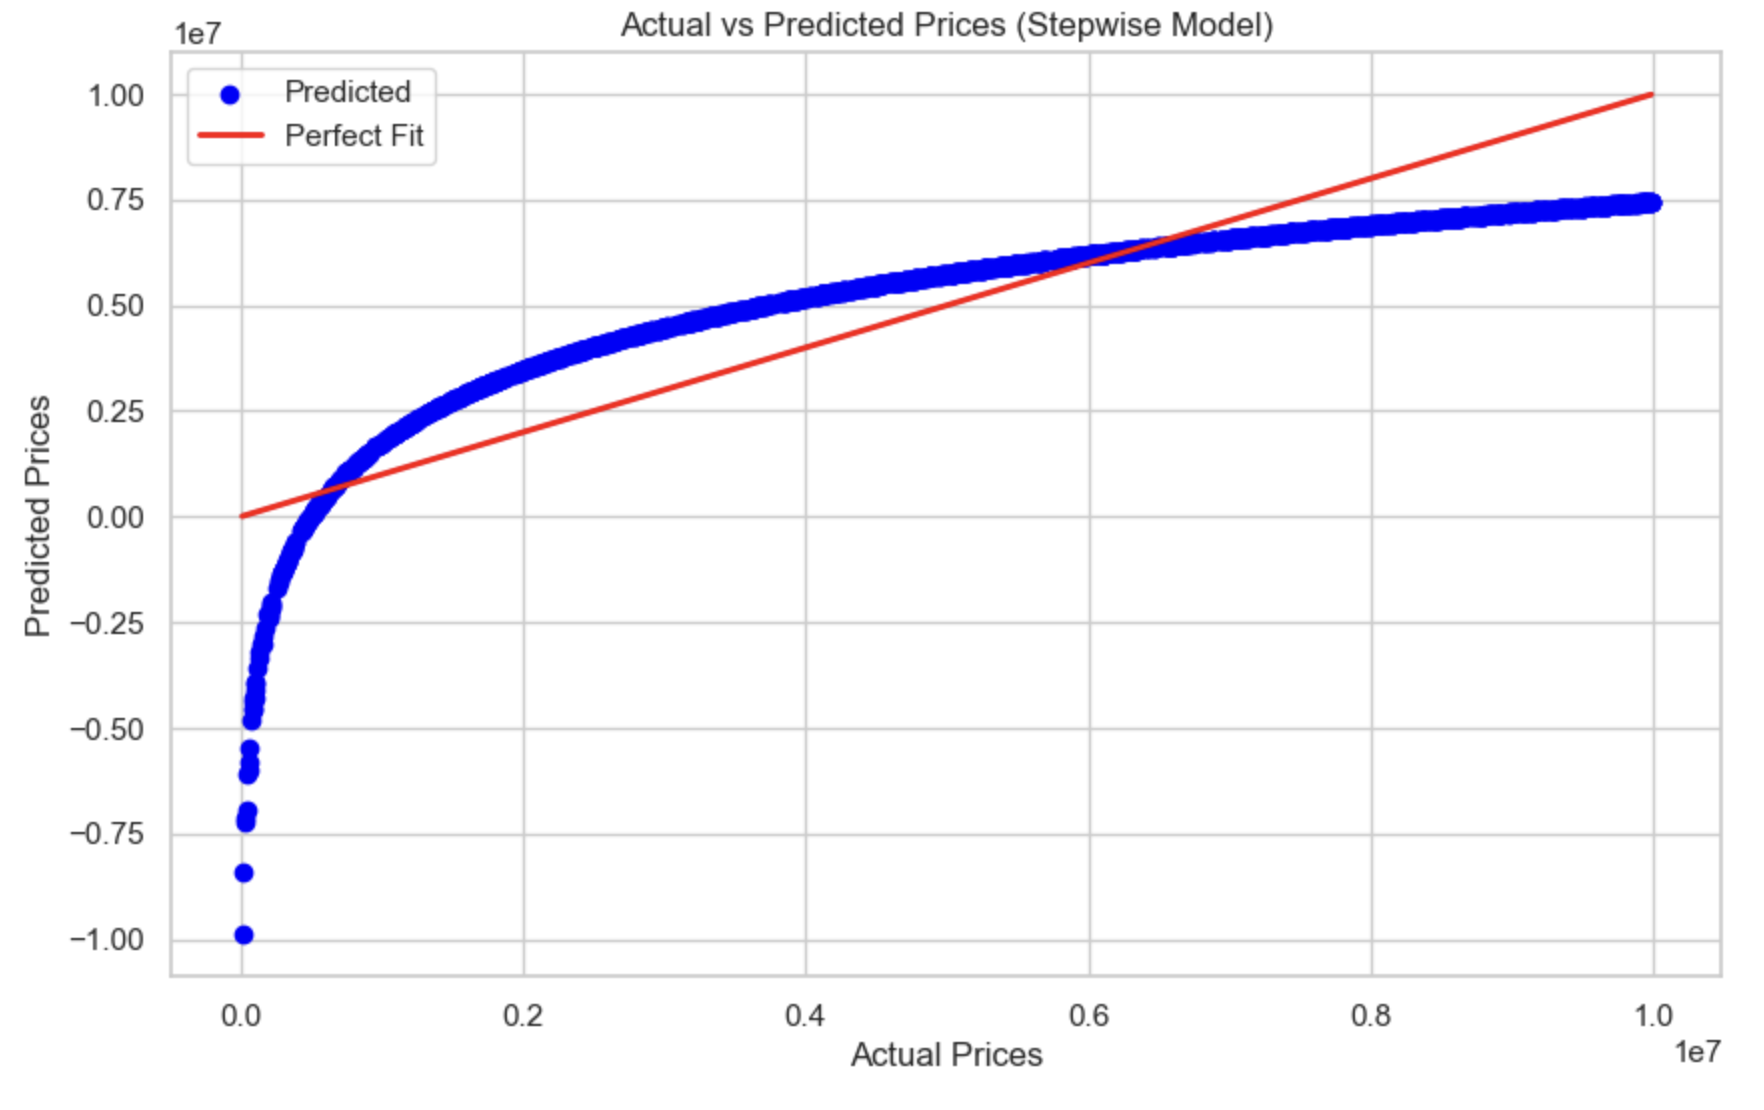 Actual vs Predicted Prices (Stepwise Model)
1e7
Predicted
Perfect Fit
1.00
0.75
0.50
0.25
0.00
−0.25
−0.50
−0.75
−1.00
Predicted Prices
0.0 0.2 0.4 0.6 0.8 1.0
1e7
Actual Prices